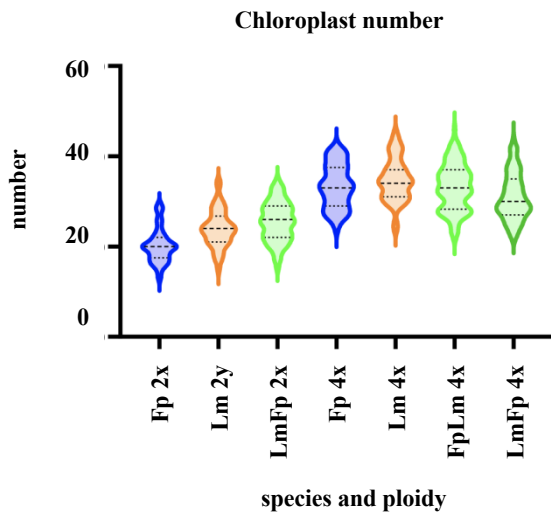 Chloroplast number
60
40
20
0
number
Fp 2x
Lm 2y
LmFp 2x
Fp 4x
Lm 4x
FpLm 4x
LmFp 4x
species and ploidy